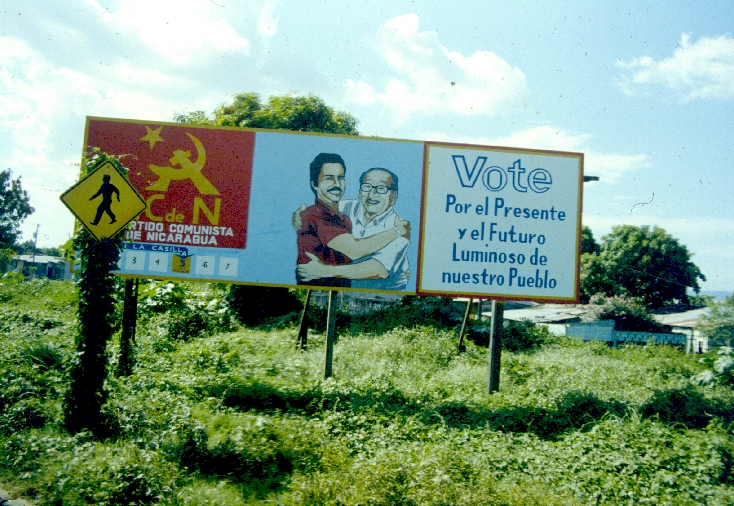 C de N
PARTIDO COMUNISTA
DE NICARAGUA
LA CASILLA
3 4 5 6 7
Vote
Por el Presente
y el Futuro
Luminoso de
nuestro Pueblo